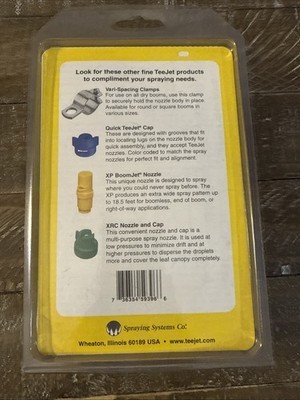 Look for these other fine TeeJet products
to compliment your spraying needs.
Veri-Spacing Clamps
For use on all dry booms, use this clamp
to securely hold the nozzle body in place.
Available for round or square booms in
various sizes.
Quick TeeJet® Cap
These are designed with grooves that fit
into locating lugs on the nozzle body for
quick assembly, and they accept TeeJet
nozzles. Color coded to match the spray
nozzles for perfect fit and alignment.
XP BoomJet® Nozzle
This unique nozzle is designed to spray
where you could never spray before. The
XP produces an extra wide spray pattern up
to 18.5 feet for boomless, end of boom, or
right-of-way applications.
XRC Nozzle and Cap
This convenient nozzle and cap is a
multi-purpose spray nozzle. It is used at
low pressures to minimize drift and at
higher pressures to disperse the droplets
more and cover the leaf canopy completely.
Spraying Systems Co.®
Wheaton, Illinois 60189 USA • www.teejet.com